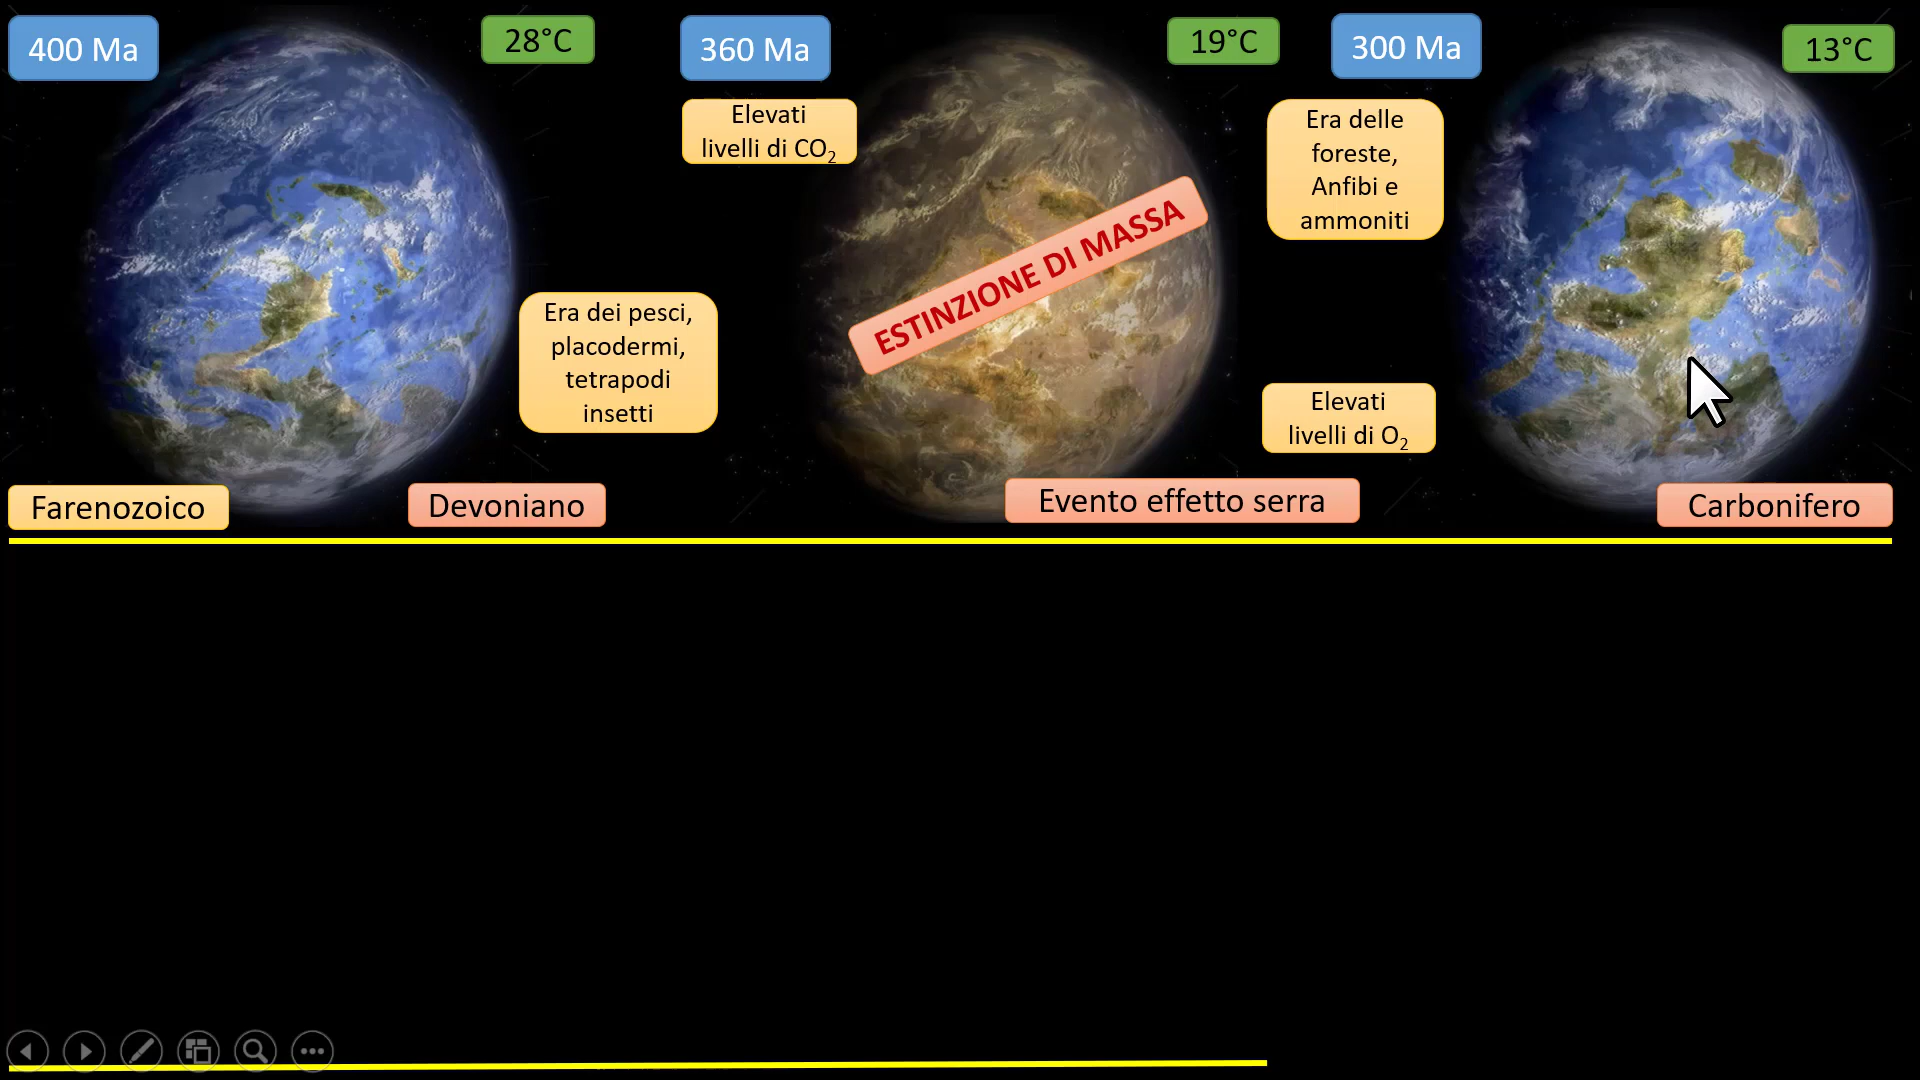 400 Ma
28°C
Era dei pesci,
placodermi,
tetrapodi
insetti
Farenozoico
Devoniano
360 Ma
19°C
Elevati
livelli di CO₂
ESTINZIONE DI MASSA
Evento effetto serra
300 Ma
13°C
Era delle
foreste,
Anfibi e
ammoniti
Elevati
livelli di O₂
Carbonifero